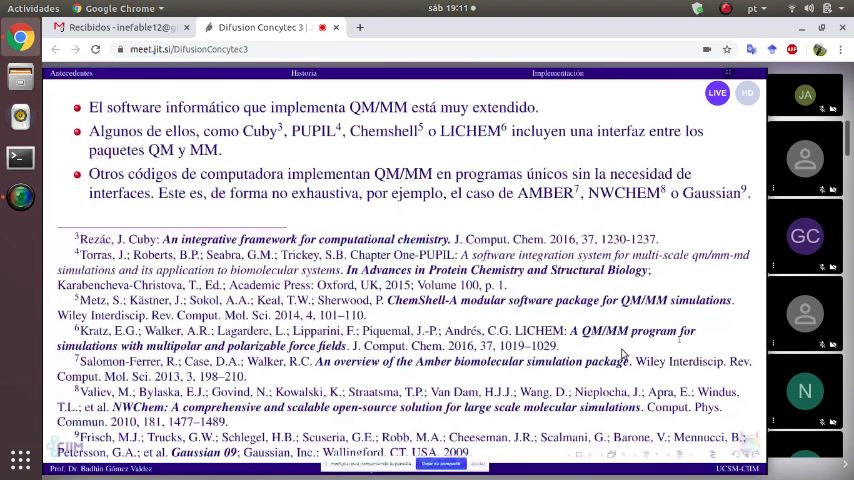 Actividades
Google Chrome
sáb 19:11
pt
Recibidos - inefable12@g
Difusion Concytec 3 |
meet.jit.si/DifusionConcytec3
Antecedentes Historia Implementación
LIVE
HD
El software informático que implementa QM/MM está muy extendido.
Algunos de ellos, como Cuby3, PUPIL4, Chemshell5 o LICHEM6 incluyen una interfaz entre los
paquetes QM y MM.
Otros códigos de computadora implementan QM/MM en programas únicos sin la necesidad de
interfaces. Este es, de forma no exhaustiva, por ejemplo, el caso de AMBER7, NWCHEM8 o Gaussian9.
3Rezác, J. Cuby: An integrative framework for computational chemistry. J. Comput. Chem. 2016, 37, 1230-1237.
4Torras, J.; Roberts, B.P.; Seabra, G.M.; Trickey, S.B. Chapter One-PUPIL: A software integration system for multi-scale qm/mm-md
simulations and its application to biomolecular systems. In Advances in Protein Chemistry and Structural Biology;
Karabencheva-Christova, T., Ed.; Academic Press: Oxford, UK, 2015; Volume 100, p. 1.
5Metz, S.; Kästner, J.; Sokol, A.A.; Keal, T.W.; Sherwood, P. ChemShell-A modular software package for QM/MM simulations.
Wiley Interdiscip. Rev. Comput. Mol. Sci. 2014, 4, 101-110.
6Kratz, E.G.; Walker, A.R.; Lagardere, L.; Lipparini, F.; Piquemal, J.-P.; Andrés, C.G. LICHEM: A QM/MM program for
simulations with multipolar and polarizable force fields. J. Comput. Chem. 2016, 37, 1019–1029.
7Salomon-Ferrer, R.; Case, D.A.; Walker, R.C. An overview of the Amber biomolecular simulation package. Wiley Interdiscip. Rev.
Comput. Mol. Sci. 2013, 3, 198–210.
8Valiev, M.; Bylaska, E.J.; Govind, N.; Kowalski, K.; Straatsma, T.P.; Van Dam, H.J.J.; Wang, D.; Nieplocha, J.; Apra, E.; Windus,
T.L.; et al. NWChem: A comprehensive and scalable open-source solution for large scale molecular simulations. Comput. Phys.
Commun. 2010, 181, 1477–1489.
9Frisch, M.J.; Trucks, G.W.; Schlegel, H.B.; Scuseria, G.E.; Robb, M.A.; Cheeseman, J.R.; Scalmani, G.; Barone, V.; Mennucci, B.;
Petersson, G.A.; et al. Gaussian 09; Gaussian, Inc.: Wallingford, CT, USA, 2009.
Prof. Dr. Badhin Gómez Valdez UCSM-CIIM
JA
GC
N